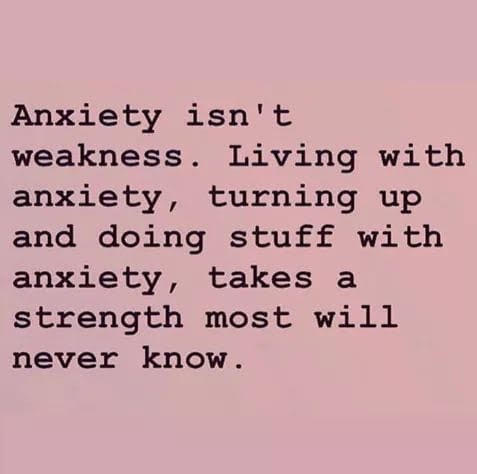 Anxiety isn't
weakness. Living with
anxiety, turning up
and doing stuff with
anxiety, takes a
strength most will
never know.